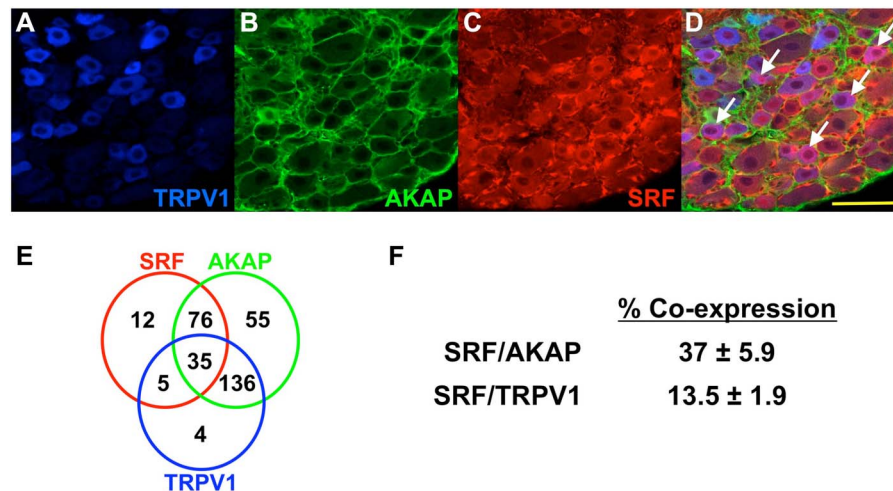 A B C D
TRPV1 AKAP SRF
E F
SRF AKAP
12 76 55
35
5 136
4
TRPV1
% Co-expression
SRF/AKAP 37 ± 5.9
SRF/TRPV1 13.5 ± 1.9